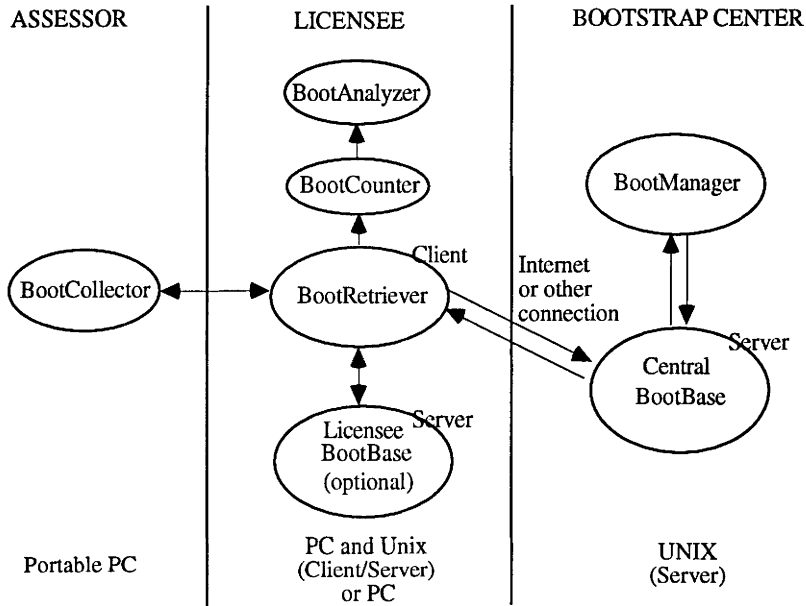 ASSESSOR
LICENSEE
BOOTSTRAP CENTER
BootAnalyzer
BootCounter
BootManager
Client
BootCollector
BootRetriever
Internet
or other
connection
Server
Central
BootBase
Server
Licensee
BootBase
(optional)
Portable PC
PC and Unix
(Client/Server)
or PC
UNIX
(Server)